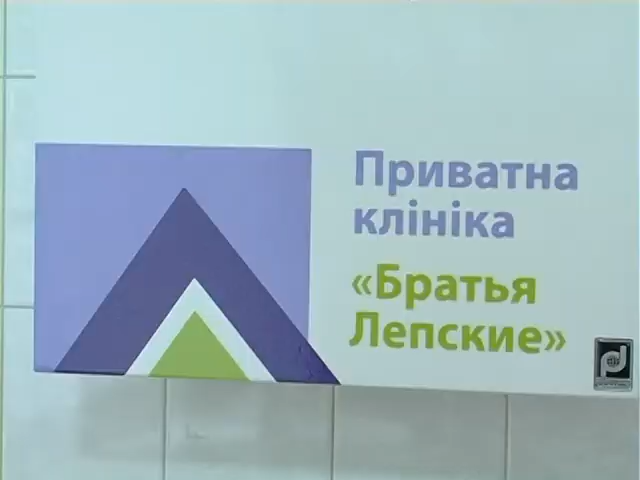 Приватна
клініка
«Братья
Лепские»